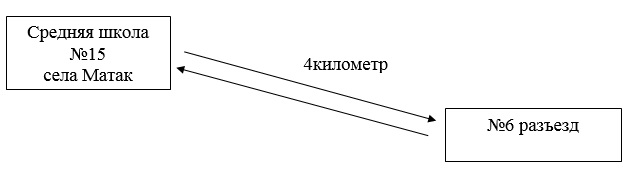 Средняя школа
№15
села Матак
4километр
№6 разъезд